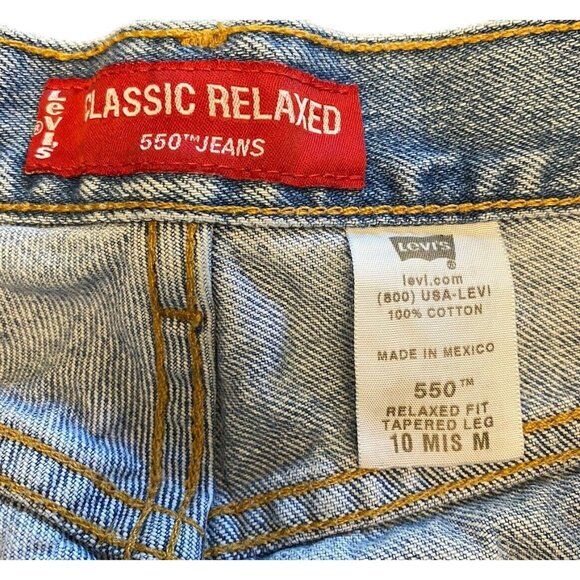 Levi's®
CLASSIC RELAXED
550™ JEANS
Levi's
®
levi.com
(800) USA-LEVI
100% COTTON
MADE IN MEXICO
550™
RELAXED FIT
TAPERED LEG
10 MIS M